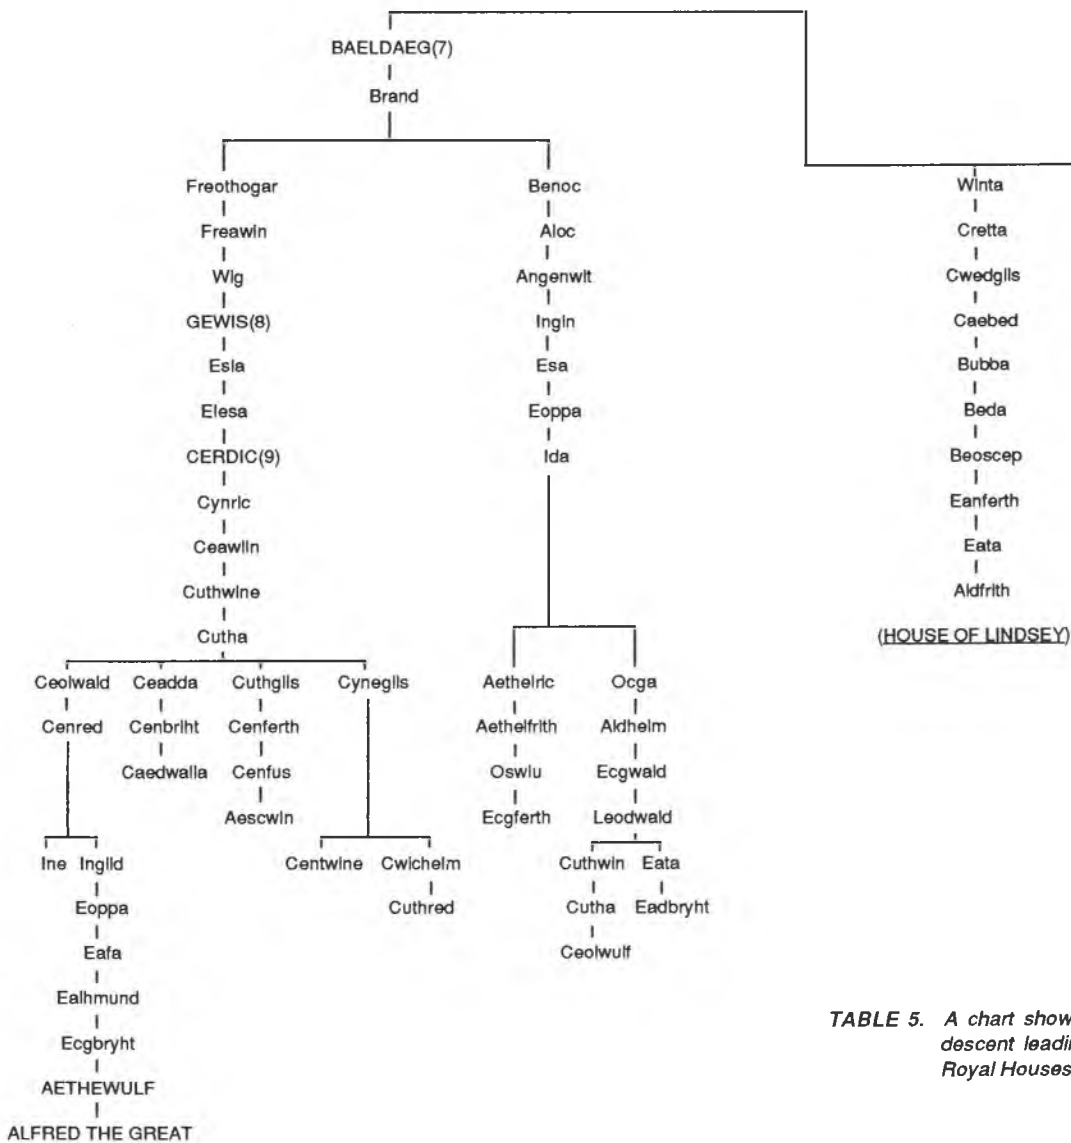 BAELDAEG(7)
Brand
Freothogar Benoc Winta
Freawin Aloc Cretta
Wig Angenwit Cwedgils
GEWIS(8) Ingin Caebed
Esla Esa Bubba
Elesa Eoppa Beda
CERDIC(9) Ida Beoscep
Cynric Eanferth
Ceawlin Eata
Cuthwine Aldfrith
Cutha (HOUSE OF LINDSEY)
Ceolwald Ceadda Cuthgils Cynegils Aethelric Ocga
Cenred Cenbriht Cenferth Aethelfrith Aldhelm
Caedwalla Cenfus Oswiu Ecgwald
Aescwin Ecgferth Leodwald
Ine Ingild Centwine Cwichelm Cuthwin Eata
Eoppa Cuthred Cutha Eadbryht
Eafa Ceolwulf
Ealhmund
TABLE 5. A chart show
Ecgbryht descent leadi
Royal Houses
AETHEWULF
ALFRED THE GREAT